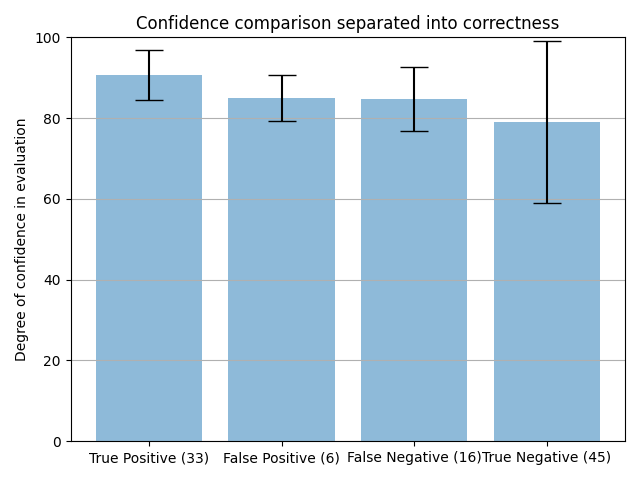 Confidence comparison separated into correctness
Degree of confidence in evaluation
100
80
60
40
20
0
True Positive (33)
False Positive (6)
False Negative (16)
True Negative (45)